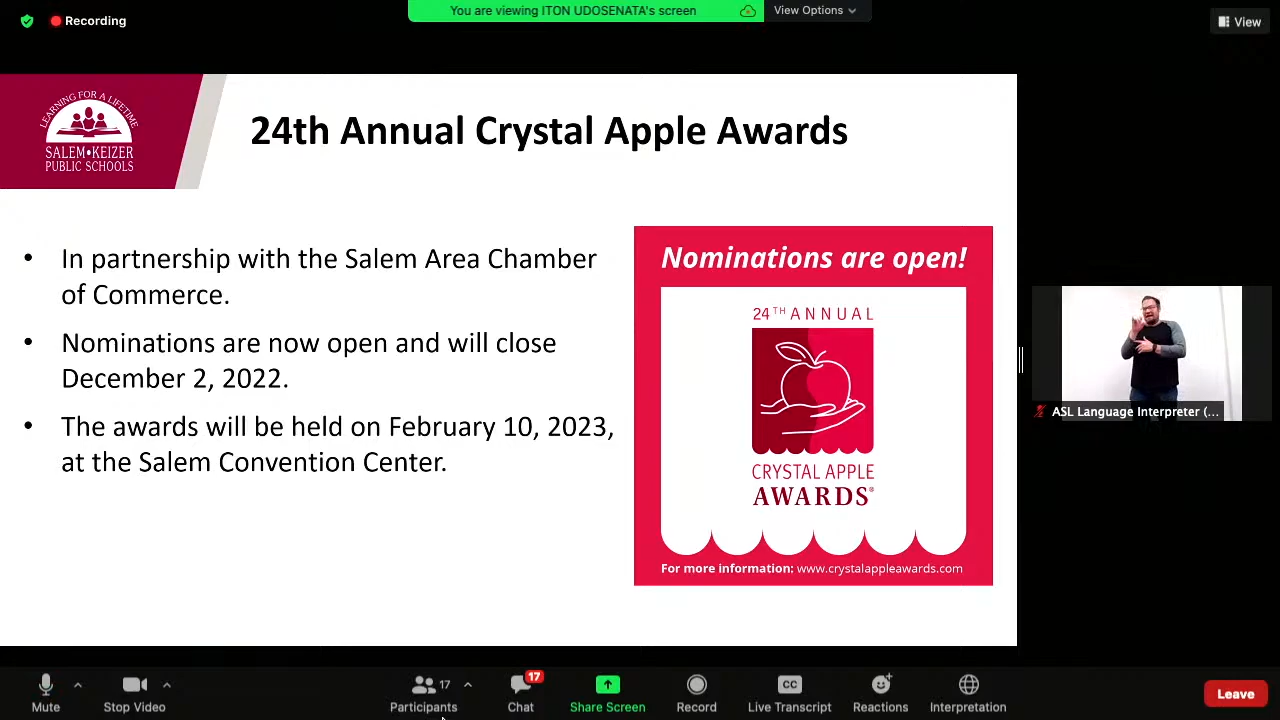 Recording
You are viewing ITON UDOSENATA's screen
View Options
View
LEARNING FOR A LIFETIME
SALEM•KEIZER
PUBLIC SCHOOLS
24th Annual Crystal Apple Awards
• In partnership with the Salem Area Chamber
of Commerce.
• Nominations are now open and will close
December 2, 2022.
• The awards will be held on February 10, 2023,
at the Salem Convention Center.
Nominations are open!
24TH ANNUAL
CRYSTAL APPLE
AWARDS®
For more information: www.crystalappleawards.com
ASL Language Interpreter (...
Mute
Stop Video
17
Participants
17
Chat
Share Screen
Record
CC
Live Transcript
Reactions
Interpretation
Leave